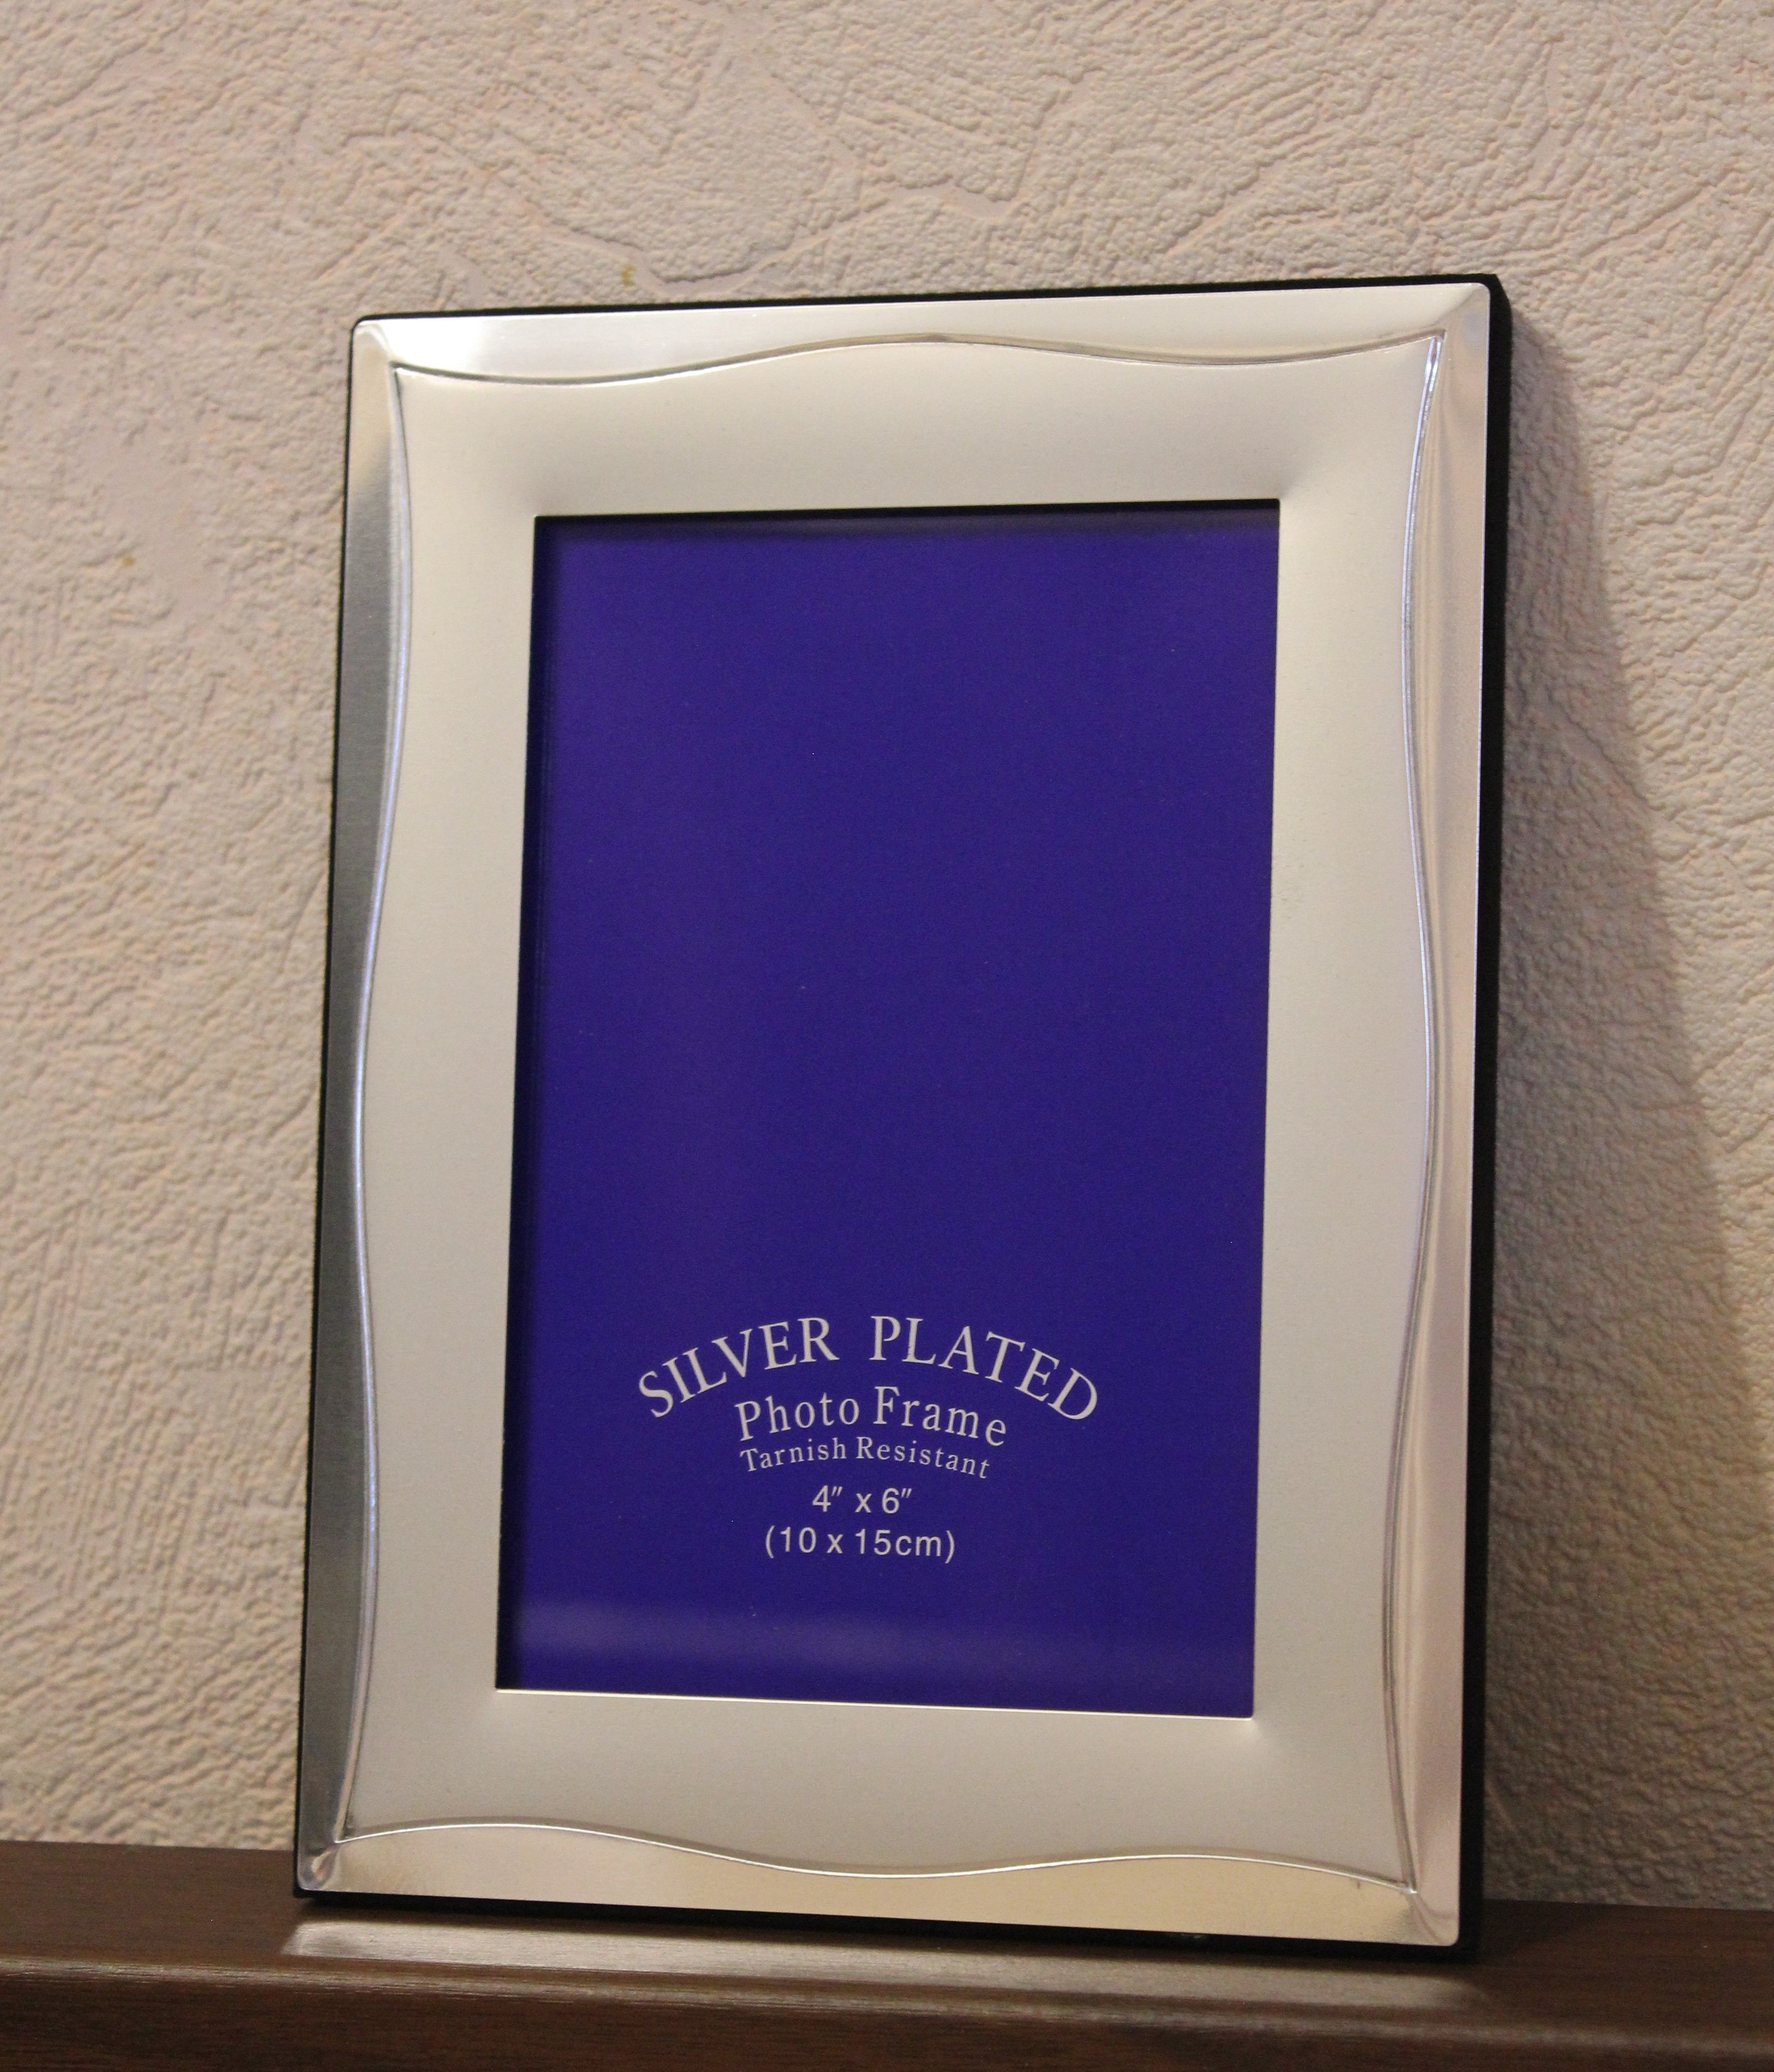 SILVER PLATED
Photo Frame
Tarnish Resistant
4″ x 6″
(10 x 15cm)